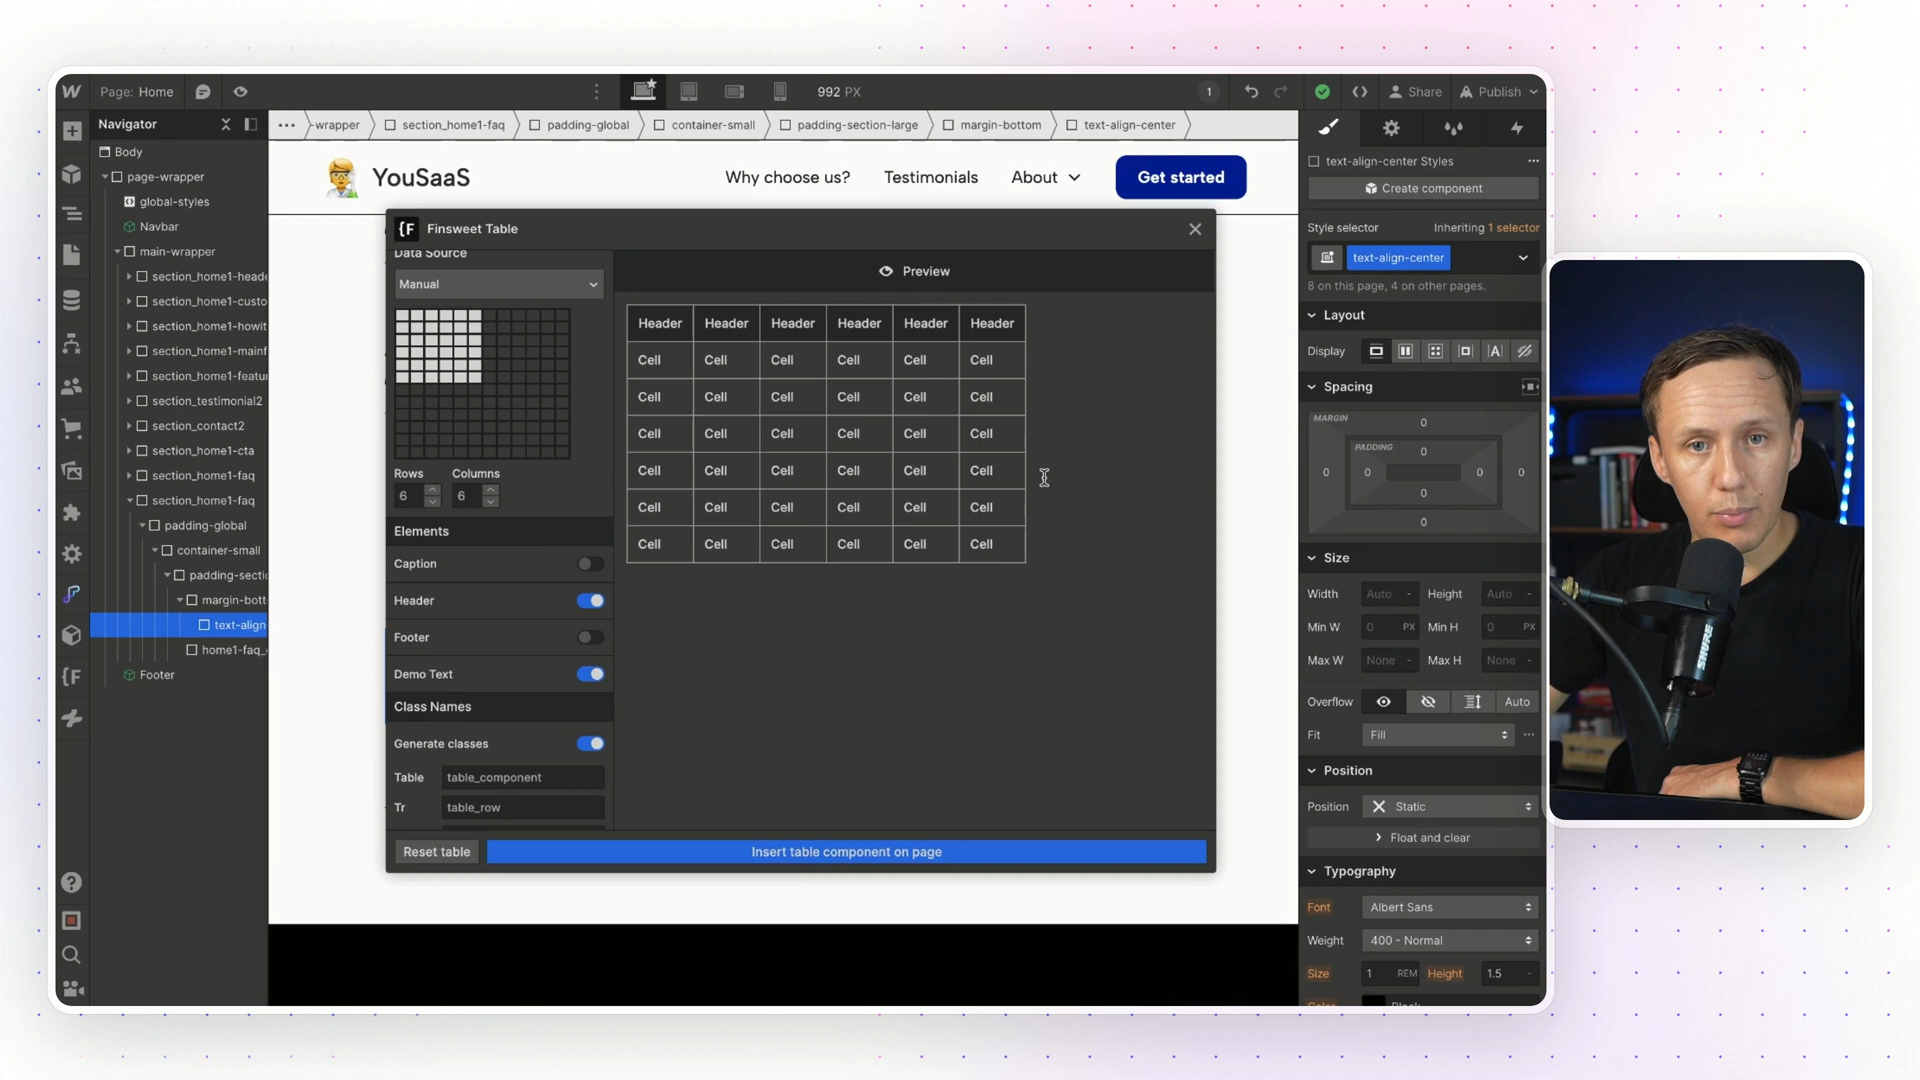 Page: Home
992 PX
1
Share
Publish
Navigator
-wrapper
section_home1-faq
padding-global
container-small
padding-section-large
margin-bottom
text-align-center
Body
page-wrapper
global-styles
Navbar
main-wrapper
section_home1-heade
section_home1-custo
section_home1-howit
section_home1-mainf
section_home1-featur
section_testimonial2
section_contact2
section_home1-cta
section_home1-faq
section_home1-faq
padding-global
container-small
padding-sectio
margin-bott
text-align-
home1-faq_
Footer
YouSaaS
Why choose us?
Testimonials
About
Get started
{F
Finsweet Table
Data Source
Manual
Rows
Columns
6
6
Elements
Caption
Header
Footer
Demo Text
Class Names
Generate classes
Table
table_component
Tr
table_row
Reset table
Insert table component on page
Preview
Header Header Header Header Header Header
Cell Cell Cell Cell Cell Cell
Cell Cell Cell Cell Cell Cell
Cell Cell Cell Cell Cell Cell
Cell Cell Cell Cell Cell Cell
Cell Cell Cell Cell Cell Cell
Cell Cell Cell Cell Cell Cell
text-align-center Styles
Create component
Style selector
Inheriting 1 selector
text-align-center
8 on this page, 4 on other pages.
Layout
Display
Spacing
MARGIN
0
PADDING
0
0
0
0
0
0
0
Size
Width
Auto -
Height
Auto -
Min W
0 PX
Min H
0 PX
Max W
None -
Max H
None -
Overflow
Auto
Fit
Fill
Position
Position
Static
Float and clear
Typography
Font
Albert Sans
Weight
400 - Normal
Size
1 REM
Height
1.5 -
SHURE